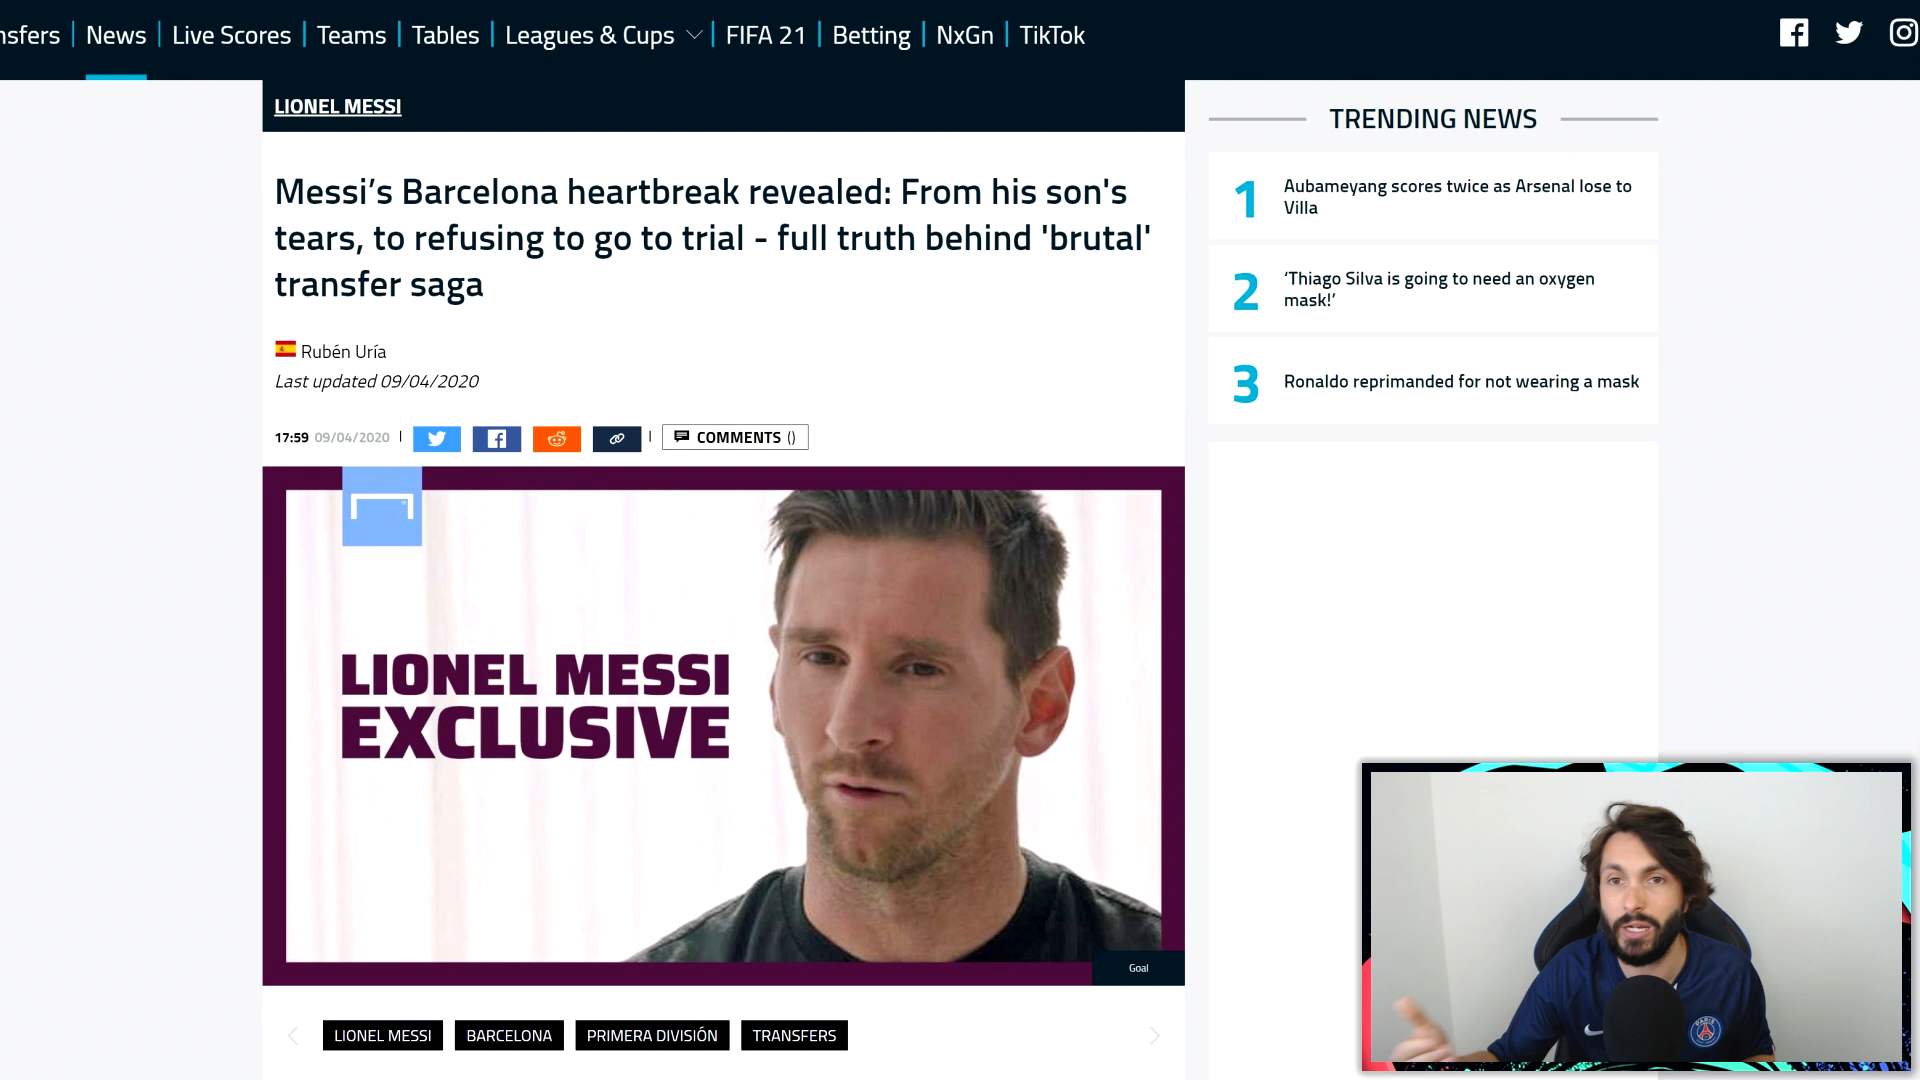 nsfers News Live Scores Teams Tables Leagues & Cups FIFA 21 Betting NxGn TikTok
LIONEL MESSI
Messi’s Barcelona heartbreak revealed: From his son's
tears, to refusing to go to trial - full truth behind 'brutal'
transfer saga
Rubén Uría
Last updated 09/04/2020
17:59 09/04/2020
COMMENTS ()
LIONEL MESSI
EXCLUSIVE
Goal
LIONEL MESSI BARCELONA PRIMERA DIVISIÓN TRANSFERS
TRENDING NEWS
1
Aubameyang scores twice as Arsenal lose to
Villa
2
‘Thiago Silva is going to need an oxygen
mask!’
3
Ronaldo reprimanded for not wearing a mask
PARIS